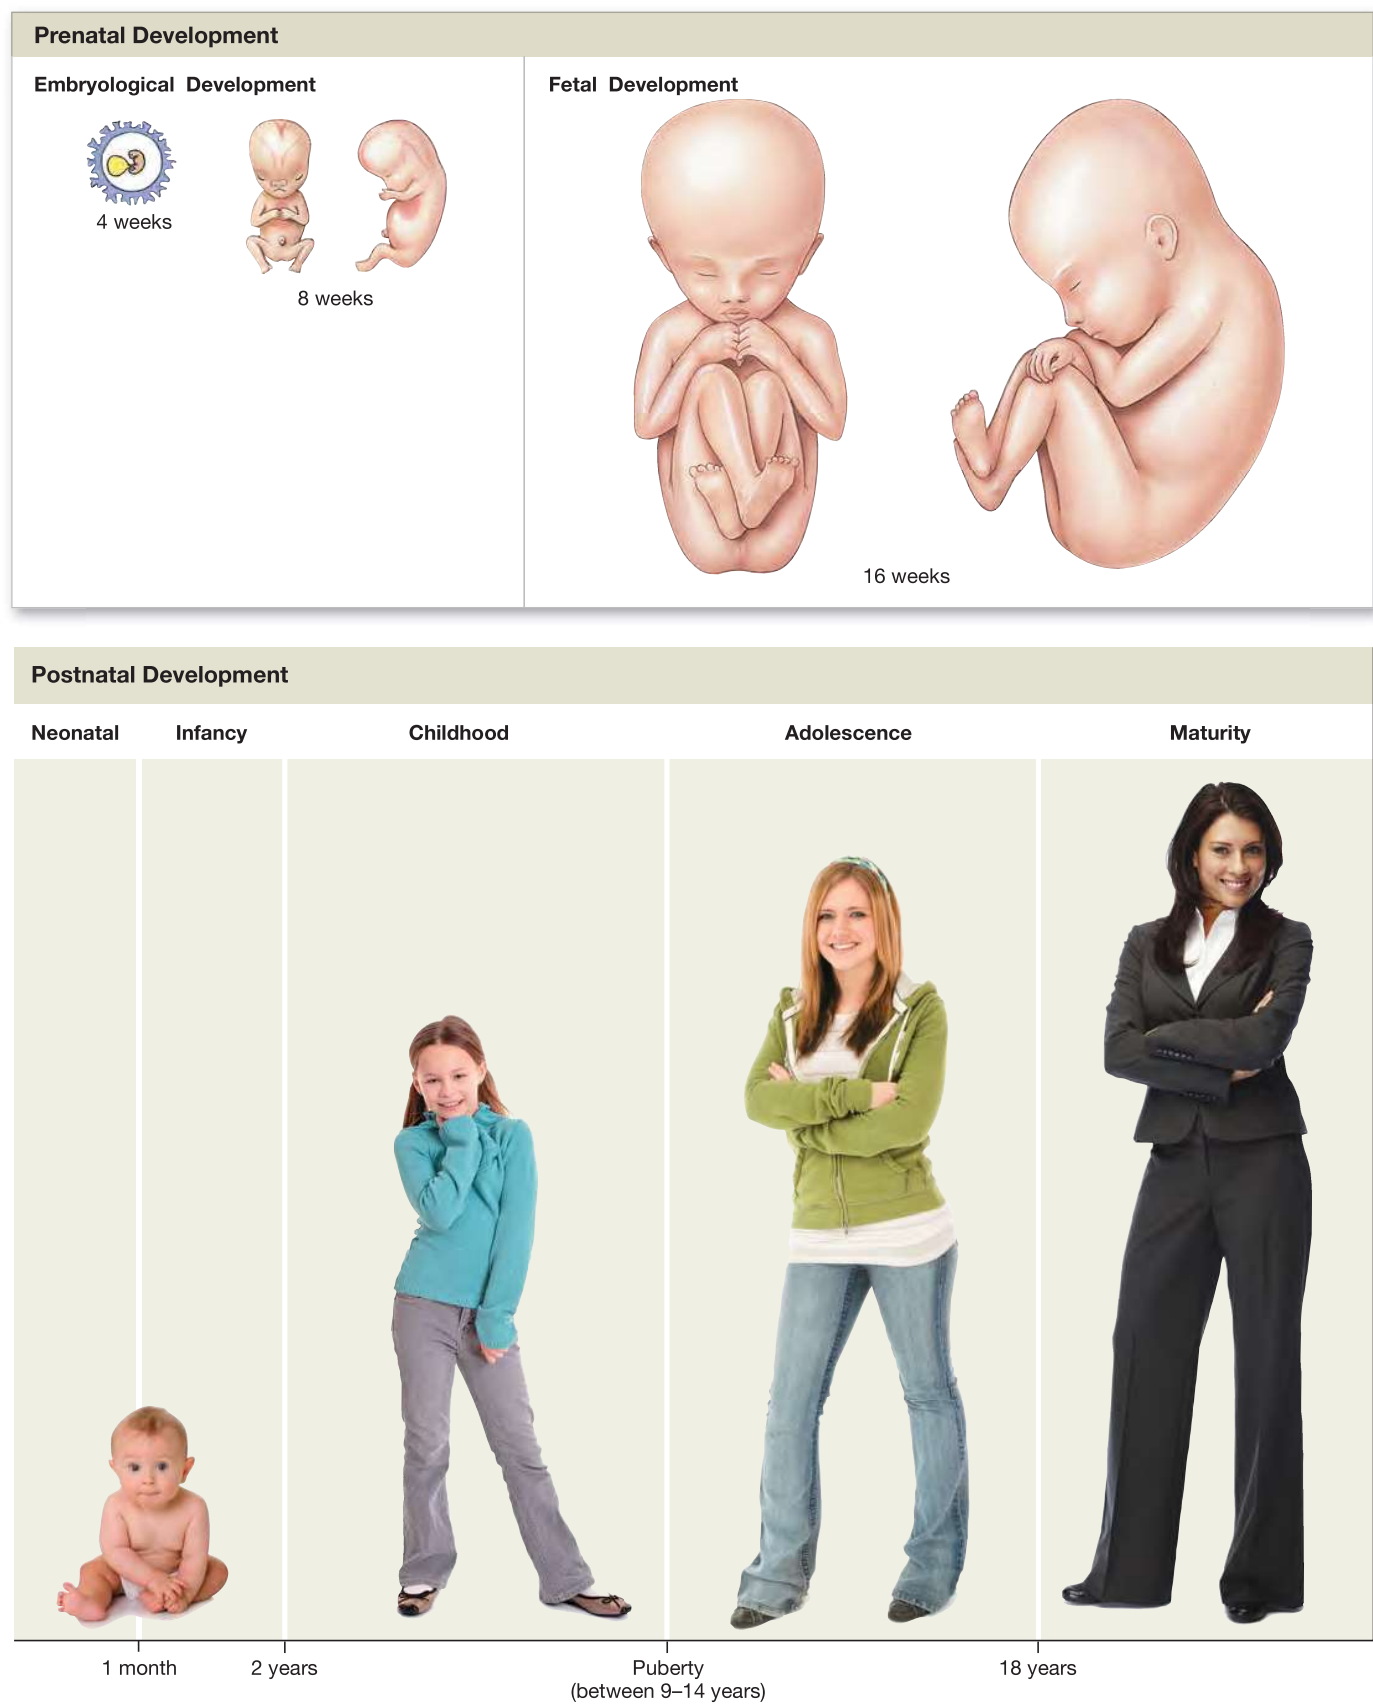 Prenatal Development
Embryological Development
Fetal Development
4 weeks
8 weeks
16 weeks
Postnatal Development
Neonatal
Infancy
Childhood
Adolescence
Maturity
1 month
2 years
Puberty
(between 9–14 years)
18 years